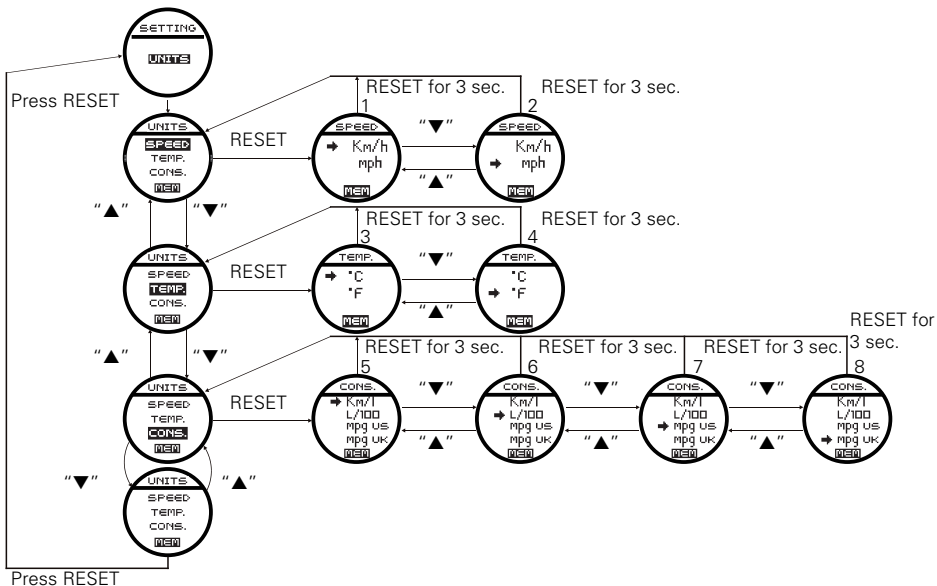 SETTING
UNITS
Press RESET
RESET for 3 sec.
RESET for 3 sec.
1
2
UNITS
SPEED
TEMP.
CONS.
MEM
RESET
SPEED
Km/h
mph
MEM
"▼"
"▲"
SPEED
Km/h
mph
MEM
"▲"
"▼"
RESET for 3 sec.
RESET for 3 sec.
3
4
UNITS
SPEED
TEMP.
CONS.
MEM
RESET
TEMP.
°C
°F
MEM
"▼"
"▲"
TEMP.
°C
°F
MEM
"▲"
"▼"
RESET for 3 sec.
RESET for 3 sec.
RESET for 3 sec.
RESET for
3 sec.
5
6
7
8
UNITS
SPEED
TEMP.
CONS.
MEM
RESET
CONS.
Km/l
L/100
mpg US
mpg UK
MEM
"▼"
"▲"
CONS.
Km/l
L/100
mpg US
mpg UK
MEM
"▼"
"▲"
CONS.
Km/l
L/100
mpg US
mpg UK
MEM
"▼"
"▲"
CONS.
Km/l
L/100
mpg US
mpg UK
MEM
"▼"
"▲"
UNITS
SPEED
TEMP.
CONS.
MEM
Press RESET